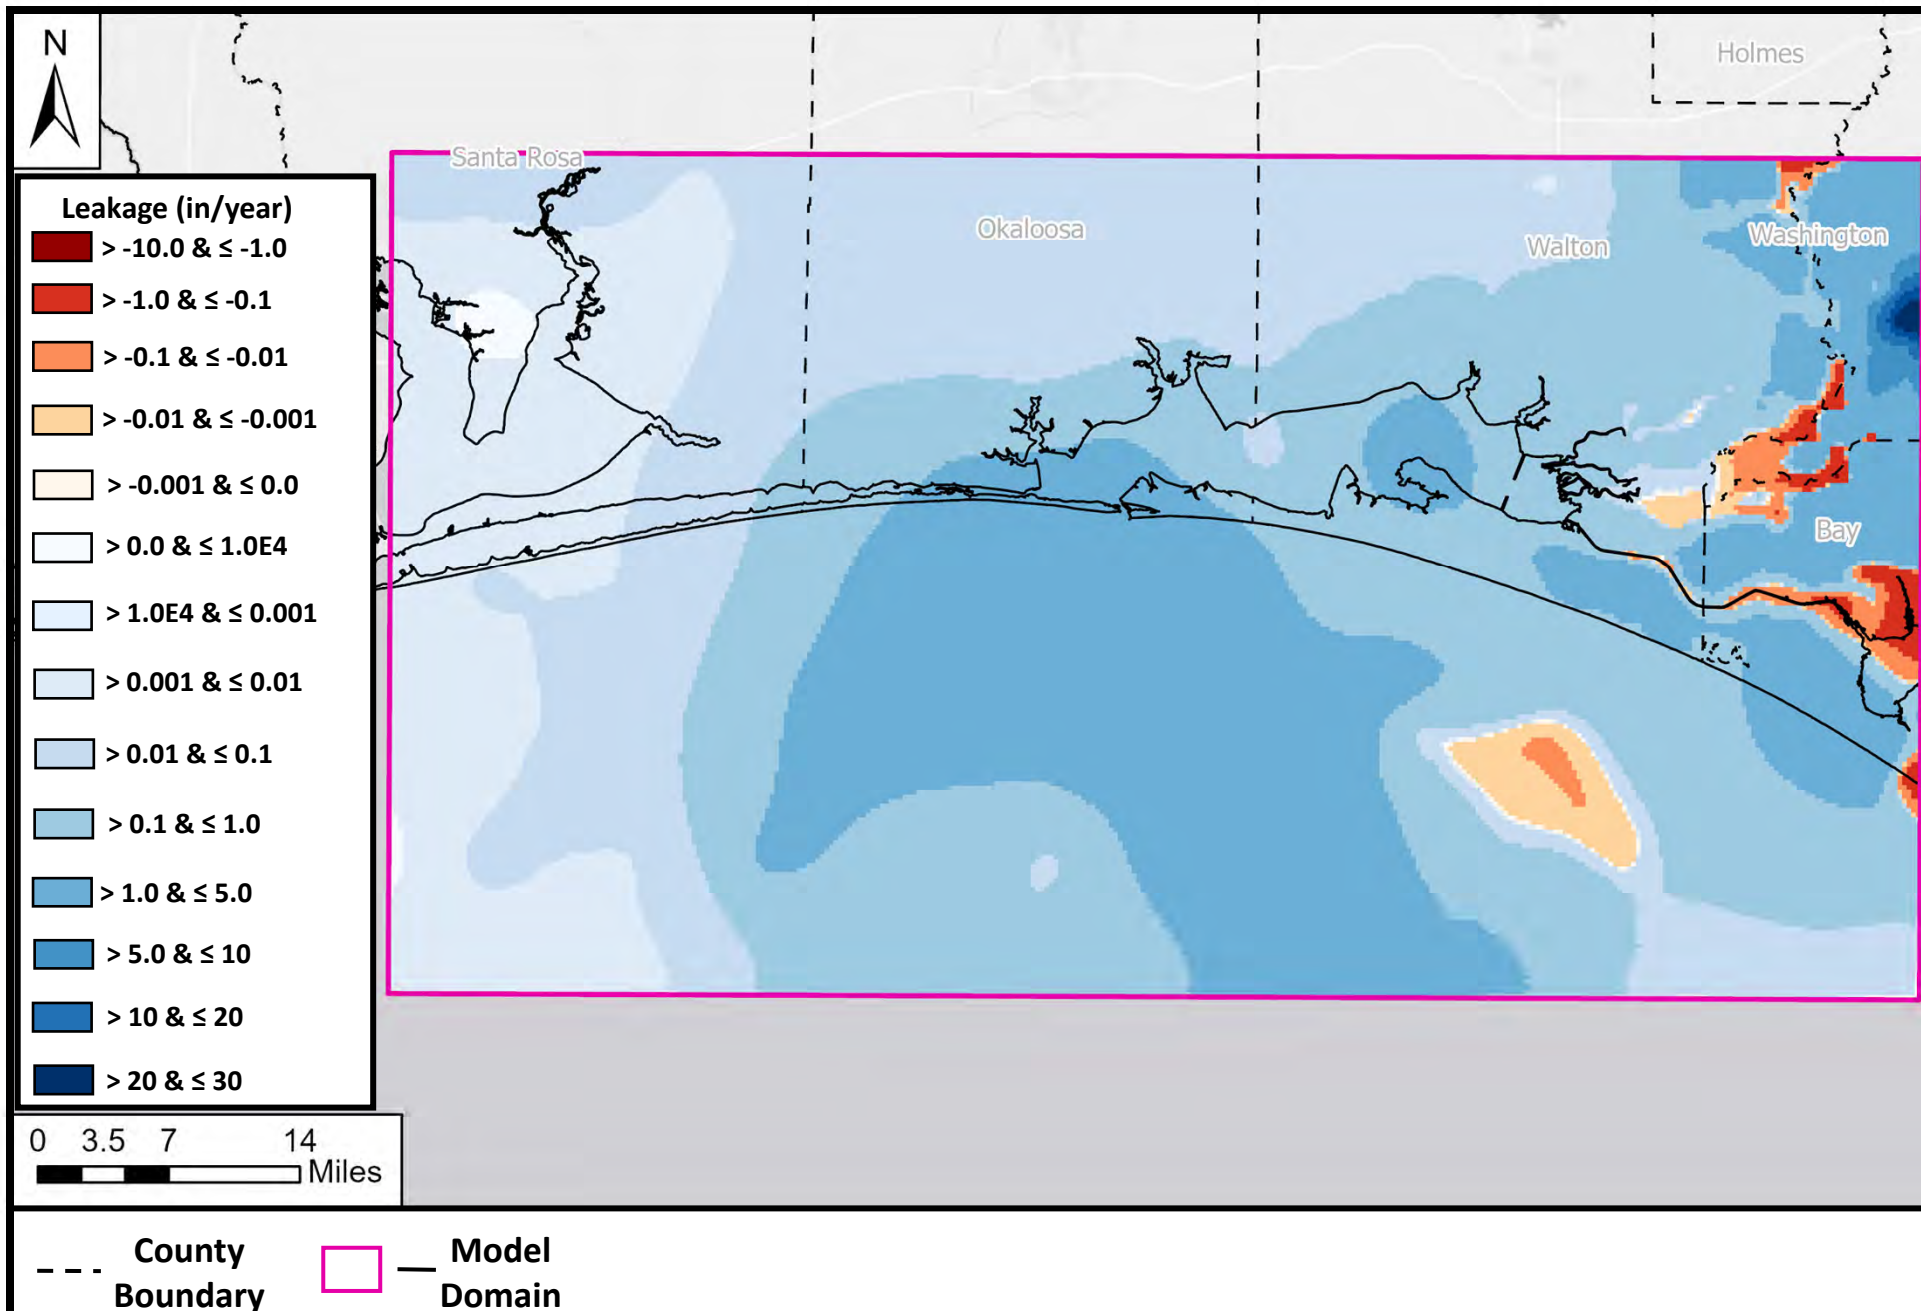 N
Holmes
Santa Rosa
Okaloosa
Walton
Washington
Bay
Leakage (in/year)
> -10.0 & ≤ -1.0
> -1.0 & ≤ -0.1
> -0.1 & ≤ -0.01
> -0.01 & ≤ -0.001
> -0.001 & ≤ 0.0
> 0.0 & ≤ 1.0E4
> 1.0E4 & ≤ 0.001
> 0.001 & ≤ 0.01
> 0.01 & ≤ 0.1
> 0.1 & ≤ 1.0
> 1.0 & ≤ 5.0
> 5.0 & ≤ 10
> 10 & ≤ 20
> 20 & ≤ 30
0 3.5 7 14
Miles
County
Boundary
Model
Domain